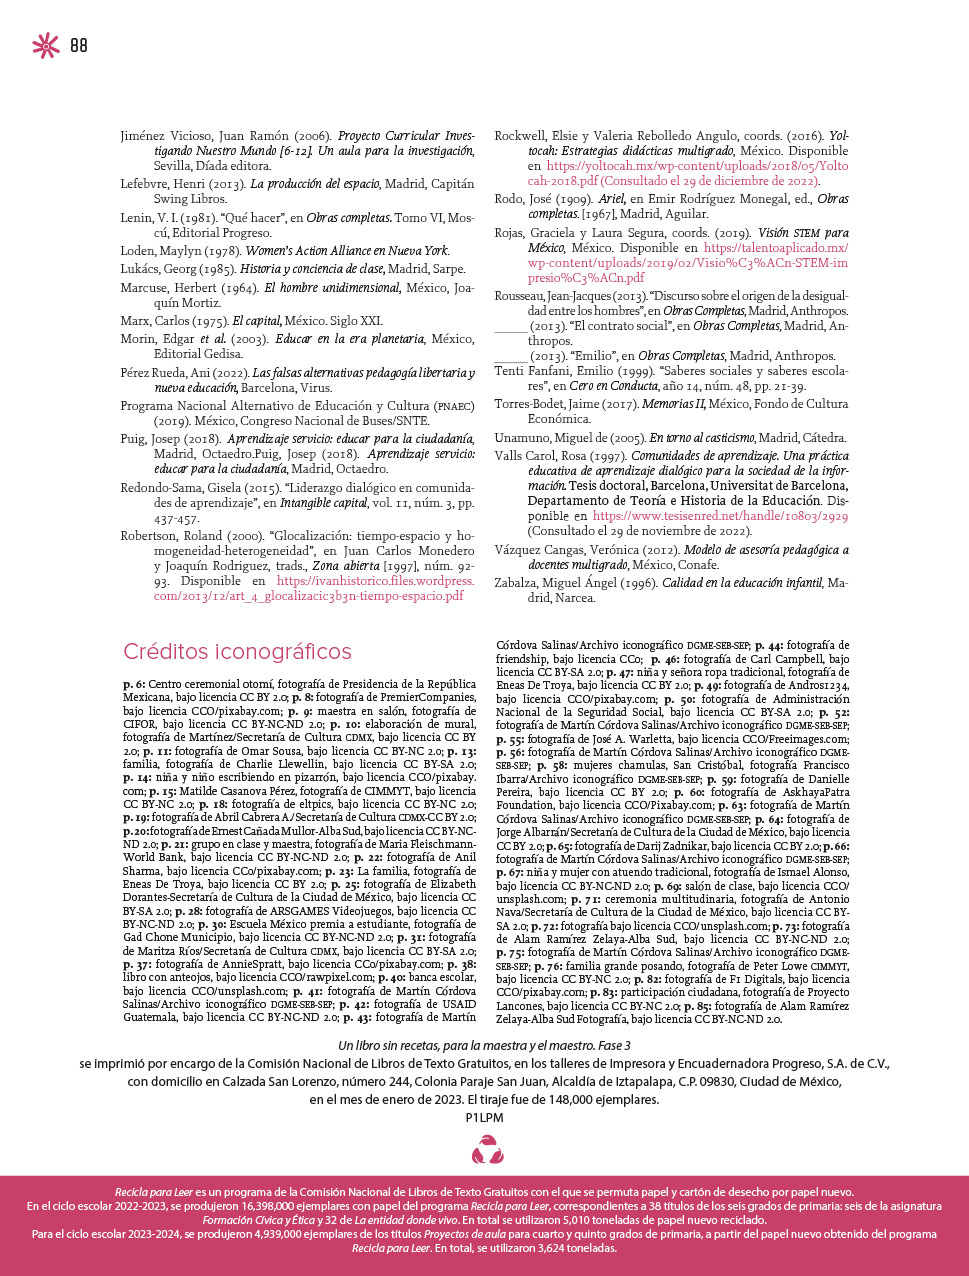 88
Jiménez Vicioso, Juan Ramón (2006). Proyecto Curricular Inves-
tigando Nuestro Mundo [6-12]. Un aula para la investigación,
Sevilla, Díada editora.
Lefebvre, Henri (2013). La producción del espacio, Madrid, Capitán
Swing Libros.
Lenin, V. I. (1981). “Qué hacer”, en Obras completas. Tomo VI, Mos-
cú, Editorial Progreso.
Loden, Maylyn (1978). Women’s Action Alliance en Nueva York.
Lukács, Georg (1985). Historia y conciencia de clase, Madrid, Sarpe.
Marcuse, Herbert (1964). El hombre unidimensional, México, Joa-
quín Mortiz.
Marx, Carlos (1975). El capital, México. Siglo XXI.
Morin, Edgar et al. (2003). Educar en la era planetaria, México,
Editorial Gedisa.
Pérez Rueda, Ani (2022). Las falsas alternativas pedagogía libertaria y
nueva educación, Barcelona, Virus.
Programa Nacional Alternativo de Educación y Cultura (PNAEC)
(2019). México, Congreso Nacional de Buses/SNTE.
Puig, Josep (2018). Aprendizaje servicio: educar para la ciudadanía,
Madrid, Octaedro.Puig, Josep (2018). Aprendizaje servicio:
educar para la ciudadanía, Madrid, Octaedro.
Redondo-Sama, Gisela (2015). “Liderazgo dialógico en comunida-
des de aprendizaje”, en Intangible capital, vol. 11, núm. 3, pp.
437-457.
Robertson, Roland (2000). “Glocalización: tiempo-espacio y ho-
mogeneidad-heterogeneidad”, en Juan Carlos Monedero
y Joaquín Rodriguez, trads., Zona abierta [1997], núm. 92-
93. Disponible en https://ivanhistorico.files.wordpress.
com/2013/12/art_4_glocalizacic3b3n-tiempo-espacio.pdf
Rockwell, Elsie y Valeria Rebolledo Angulo, coords. (2016). Yol-
tocah: Estrategias didácticas multigrado, México. Disponible
en https://yoltocah.mx/wp-content/uploads/2018/05/Yolto
cah-2018.pdf (Consultado el 29 de diciembre de 2022).
Rodo, José (1909). Ariel, en Emir Rodríguez Monegal, ed., Obras
completas. [1967], Madrid, Aguilar.
Rojas, Graciela y Laura Segura, coords. (2019). Visión STEM para
México, México. Disponible en https://talentoaplicado.mx/
wp-content/uploads/2019/02/Visio%C3%ACn-STEM-im
presio%C3%ACn.pdf
Rousseau, Jean-Jacques (2013). “Discurso sobre el origen de la desigual-
dad entre los hombres”, en Obras Completas, Madrid, Anthropos.
_____ (2013). “El contrato social”, en Obras Completas, Madrid, An-
thropos.
_____ (2013). “Emilio”, en Obras Completas, Madrid, Anthropos.
Tenti Fanfani, Emilio (1999). “Saberes sociales y saberes escola-
res”, en Cero en Conducta, año 14, núm. 48, pp. 21-39.
Torres-Bodet, Jaime (2017). Memorias II, México, Fondo de Cultura
Económica.
Unamuno, Miguel de (2005). En torno al casticismo, Madrid, Cátedra.
Valls Carol, Rosa (1997). Comunidades de aprendizaje. Una práctica
educativa de aprendizaje dialógico para la sociedad de la infor-
mación. Tesis doctoral, Barcelona, Universitat de Barcelona,
Departamento de Teoría e Historia de la Educación. Dis-
ponible en https://www.tesisenred.net/handle/10803/2929
(Consultado el 29 de noviembre de 2022).
Vázquez Cangas, Verónica (2012). Modelo de asesoría pedagógica a
docentes multigrado, México, Conafe.
Zabalza, Miguel Ángel (1996). Calidad en la educación infantil, Ma-
drid, Narcea.
Créditos iconográficos
p. 6: Centro ceremonial otomí, fotografía de Presidencia de la República
Mexicana, bajo licencia CC BY 2.0; p. 8: fotografía de PremierCompanies,
bajo licencia CCO/pixabay.com; p. 9: maestra en salón, fotografía de
CIFOR, bajo licencia CC BY-NC-ND 2.0; p. 10: elaboración de mural,
fotografía de Martínez/Secretaría de Cultura CDMX, bajo licencia CC BY
2.0; p. 11: fotografía de Omar Sousa, bajo licencia CC BY-NC 2.0; p. 13:
familia, fotografía de Charlie Llewellin, bajo licencia CC BY-SA 2.0;
p. 14: niña y niño escribiendo en pizarrón, bajo licencia CCO/pixabay.
com; p. 15: Matilde Casanova Pérez, fotografía de CIMMYT, bajo licencia
CC BY-NC 2.0; p. 18: fotografía de eltpics, bajo licencia CC BY-NC 2.0;
p. 19: fotografía de Abril Cabrera A./Secretaría de Cultura CDMX-CC BY 2.0;
p. 20: fotografía de Ernest Cañada Mullor-Alba Sud, bajo licencia CC BY-NC-
ND 2.0; p. 21: grupo en clase y maestra, fotografía de Maria Fleischmann-
World Bank, bajo licencia CC BY-NC-ND 2.0; p. 22: fotografía de Anil
Sharma, bajo licencia CC0/pixabay.com; p. 23: La familia, fotografía de
Eneas De Troya, bajo licencia CC BY 2.0; p. 25: fotografía de Elizabeth
Dorantes-Secretaría de Cultura de la Ciudad de México, bajo licencia CC
BY-SA 2.0; p. 28: fotografía de ARSGAMES Videojuegos, bajo licencia CC
BY-NC-ND 2.0; p. 30: Escuela México premia a estudiante, fotografía de
Gad Chone Municipio, bajo licencia CC BY-NC-ND 2.0; p. 31: fotografía
de Maritza Ríos/Secretaría de Cultura CDMX, bajo licencia CC BY-SA 2.0;
p. 37: fotografía de AnnieSpratt, bajo licencia CC0/pixabay.com; p. 38:
libro con anteojos, bajo licencia CCO/rawpixel.com; p. 40: banca escolar,
bajo licencia CCO/unsplash.com; p. 41: fotografía de Martín Córdova
Salinas/Archivo iconográfico DGME-SEB-SEP; p. 42: fotografía de USAID
Guatemala, bajo licencia CC BY-NC-ND 2.0; p. 43: fotografía de Martín
Córdova Salinas/Archivo iconográfico DGME-SEB-SEP; p. 44: fotografía de
friendship, bajo licencia CC0; p. 46: fotografía de Carl Campbell, bajo
licencia CC BY-SA 2.0; p. 47: niña y señora ropa tradicional, fotografía de
Eneas De Troya, bajo licencia CC BY 2.0; p. 49: fotografía de Andros1234,
bajo licencia CCO/pixabay.com; p. 50: fotografía de Administración
Nacional de la Seguridad Social, bajo licencia CC BY-SA 2.0; p. 52:
fotografía de Martín Córdova Salinas/Archivo iconográfico DGME-SEB-SEP;
p. 55: fotografía de José A. Warletta, bajo licencia CCO/Freeimages.com;
p. 56: fotografía de Martín Córdova Salinas/Archivo iconográfico DGME-
SEB-SEP; p. 58: mujeres chamulas, San Cristóbal, fotografía Francisco
Ibarra/Archivo iconográfico DGME-SEB-SEP; p. 59: fotografía de Danielle
Pereira, bajo licencia CC BY 2.0; p. 60: fotografía de AskhayaPatra
Foundation, bajo licencia CCO/Pixabay.com; p. 63: fotografía de Martín
Córdova Salinas/Archivo iconográfico DGME-SEB-SEP; p. 64: fotografía de
Jorge Albarrán/Secretaría de Cultura de la Ciudad de México, bajo licencia
CC BY 2.0; p. 65: fotografía de Darij Zadnikar, bajo licencia CC BY 2.0; p. 66:
fotografía de Martín Córdova Salinas/Archivo iconográfico DGME-SEB-SEP;
p. 67: niña y mujer con atuendo tradicional, fotografía de Ismael Alonso,
bajo licencia CC BY-NC-ND 2.0; p. 69: salón de clase, bajo licencia CCO/
unsplash.com; p. 71: ceremonia multitudinaria, fotografía de Antonio
Nava/Secretaría de Cultura de la Ciudad de México, bajo licencia CC BY-
SA 2.0; p. 72: fotografía bajo licencia CCO/unsplash.com; p. 73: fotografía
de Alam Ramírez Zelaya-Alba Sud, bajo licencia CC BY-NC-ND 2.0;
p. 75: fotografía de Martín Córdova Salinas/Archivo iconográfico DGME-
SEB-SEP; p. 76: familia grande posando, fotografía de Peter Lowe CIMMYT,
bajo licencia CC BY-NC 2.0; p. 82: fotografía de F1 Digitals, bajo licencia
CCO/pixabay.com; p. 83: participación ciudadana, fotografía de Proyecto
Lancones, bajo licencia CC BY-NC 2.0; p. 85: fotografía de Alam Ramírez
Zelaya-Alba Sud Fotografía, bajo licencia CC BY-NC-ND 2.0.
Un libro sin recetas, para la maestra y el maestro. Fase 3
se imprimió por encargo de la Comisión Nacional de Libros de Texto Gratuitos, en los talleres de Impresora y Encuadernadora Progreso, S.A. de C.V.,
con domicilio en Calzada San Lorenzo, número 244, Colonia Paraje San Juan, Alcaldía de Iztapalapa, C.P. 09830, Ciudad de México,
en el mes de enero de 2023. El tiraje fue de 148,000 ejemplares.
P1LPM
Recicla para Leer es un programa de la Comisión Nacional de Libros de Texto Gratuitos con el que se permuta papel y cartón de desecho por papel nuevo.
En el ciclo escolar 2022-2023, se produjeron 16,398,000 ejemplares con papel del programa Recicla para Leer, correspondientes a 38 títulos de los seis grados de primaria: seis de la asignatura
Formación Cívica y Ética y 32 de La entidad donde vivo. En total se utilizaron 5,010 toneladas de papel nuevo reciclado.
Para el ciclo escolar 2023-2024, se produjeron 4,939,000 ejemplares de los títulos Proyectos de aula para cuarto y quinto grados de primaria, a partir del papel nuevo obtenido del programa
Recicla para Leer. En total, se utilizaron 3,624 toneladas.